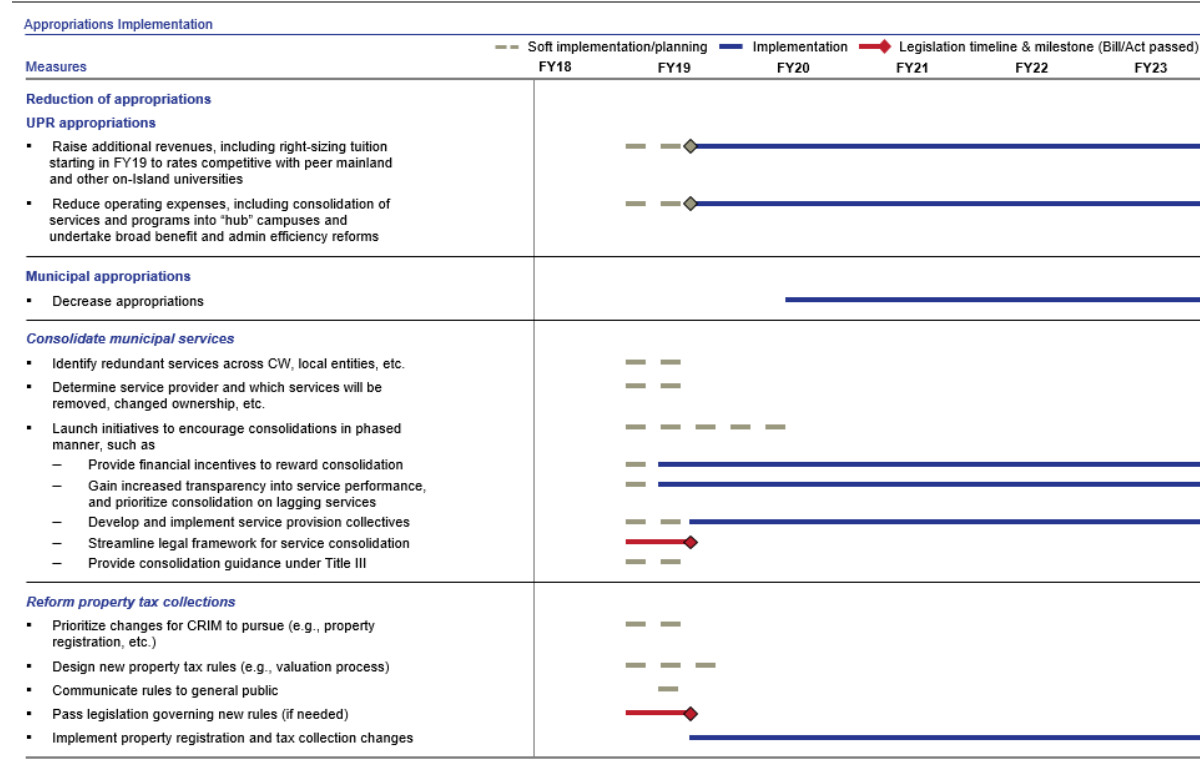 Appropriations Implementation
Soft implementation/planning Implementation Legislation timeline & milestone (Bill/Act passed)
Measures FY18 FY19 FY20 FY21 FY22 FY23
Reduction of appropriations
UPR appropriations
▪ Raise additional revenues, including right-sizing tuition
starting in FY19 to rates competitive with peer mainland
and other on-Island universities
▪ Reduce operating expenses, including consolidation of
services and programs into “hub” campuses and
undertake broad benefit and admin efficiency reforms
Municipal appropriations
▪ Decrease appropriations
Consolidate municipal services
▪ Identify redundant services across CW, local entities, etc.
▪ Determine service provider and which services will be
removed, changed ownership, etc.
▪ Launch initiatives to encourage consolidations in phased
manner, such as
– Provide financial incentives to reward consolidation
– Gain increased transparency into service performance,
and prioritize consolidation on lagging services
– Develop and implement service provision collectives
– Streamline legal framework for service consolidation
– Provide consolidation guidance under Title III
Reform property tax collections
▪ Prioritize changes for CRIM to pursue (e.g., property
registration, etc.)
▪ Design new property tax rules (e.g., valuation process)
▪ Communicate rules to general public
▪ Pass legislation governing new rules (if needed)
▪ Implement property registration and tax collection changes